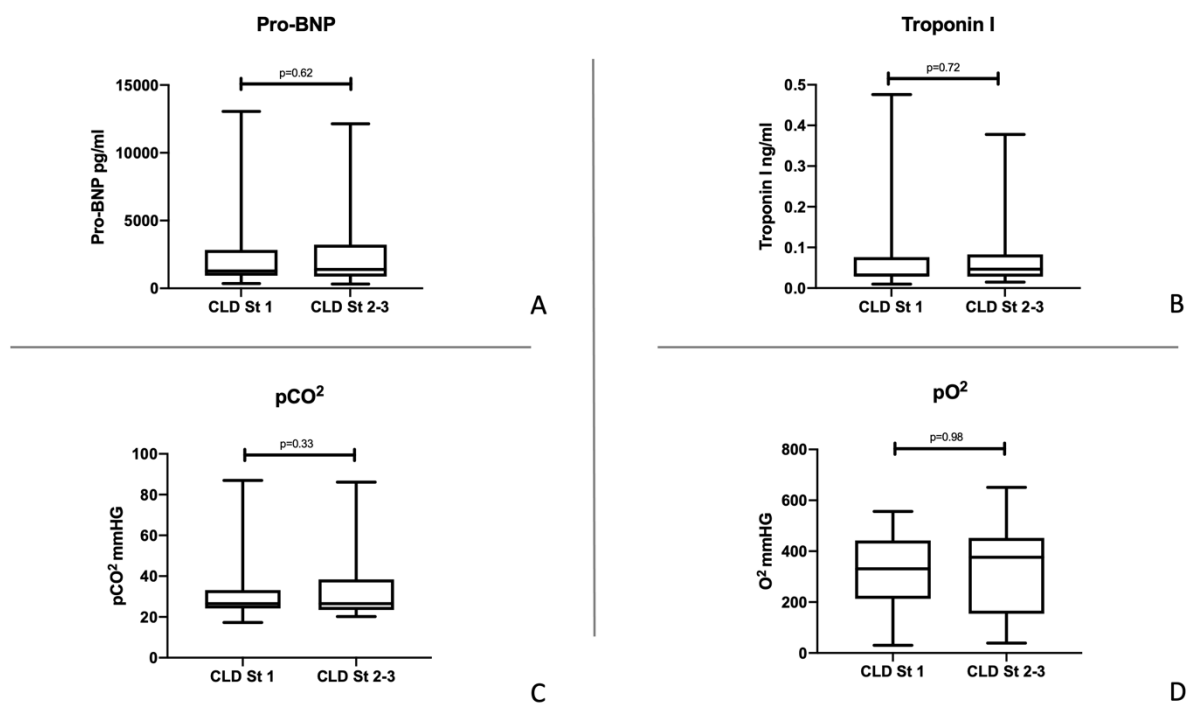 Pro-BNP
p=0.62
15000
10000
5000
0
Pro-BNP pg/ml
CLD St 1 CLD St 2-3
A
Troponin I
p=0.72
0.5
0.4
0.3
0.2
0.1
0.0
Troponin I ng/ml
CLD St 1 CLD St 2-3
B
pCO²
p=0.33
100
80
60
40
20
0
pCO² mmHG
CLD St 1 CLD St 2-3
C
pO²
p=0.98
800
600
400
200
0
O² mmHG
CLD St 1 CLD St 2-3
D